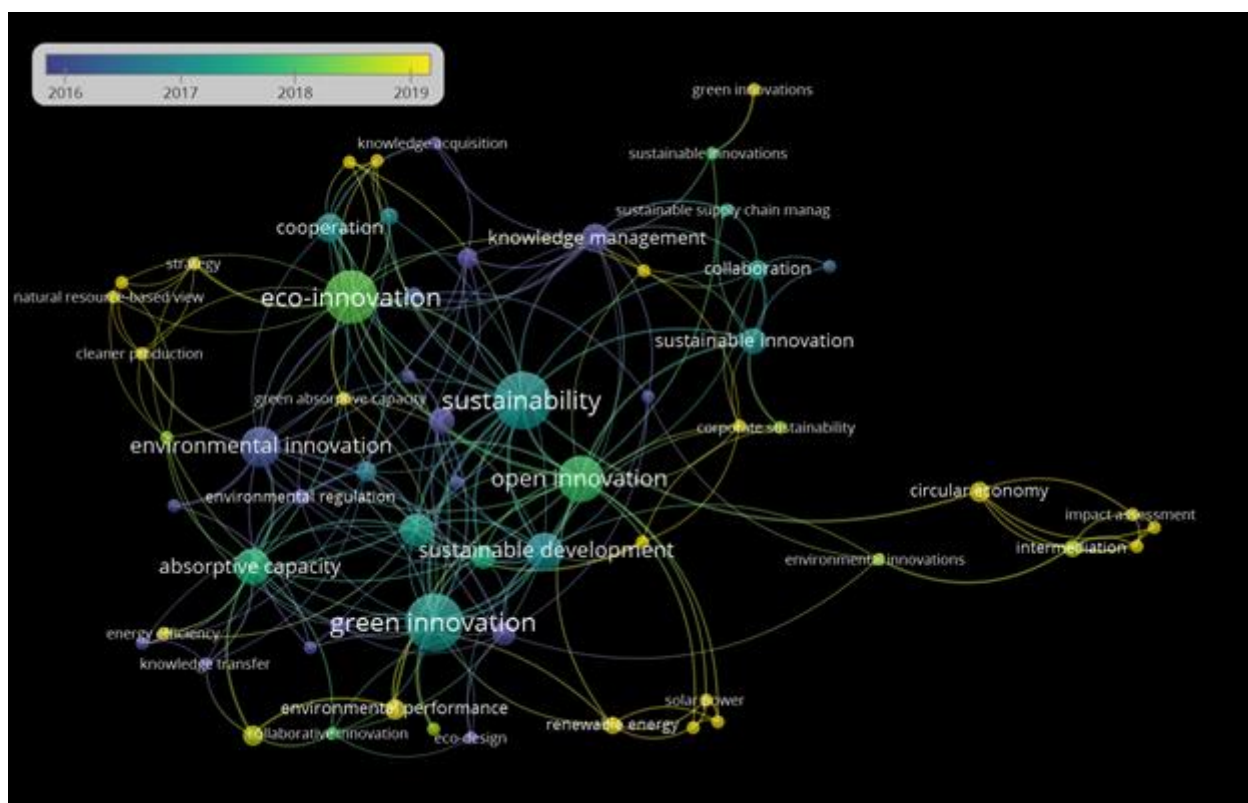 2016 2017 2018 2019
green innovations
knowledge acquisition
sustainable innovations
sustainable supply chain manag
cooperation
knowledge management
strategy
collaboration
natural resource-based view
eco-innovation
sustainable innovation
cleaner production
green absorptive capacity
sustainability
corporate sustainability
environmental innovation
open innovation
circular economy
environmental regulation
impact assessment
sustainable development
intermediation
absorptive capacity
environmental innovations
green innovation
energy efficiency
knowledge transfer
solar power
environmental performance
renewable energy
collaborative innovation
eco-design